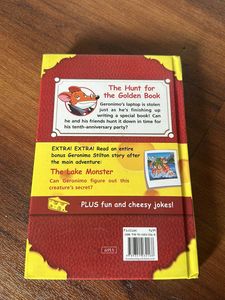 The Hunt for
the Golden Book
Geronimo's laptop is stolen
just as he's finishing up
writing a special book! Can
he and his friends hunt it down in time for
his tenth-anniversary party?
EXTRA! EXTRA! Read an entire
bonus Geronimo Stilton story after
the main adventure:
The Lake Monster
Can Geronimo figure out this
creature's secret?
PLUS fun and cheesy jokes!